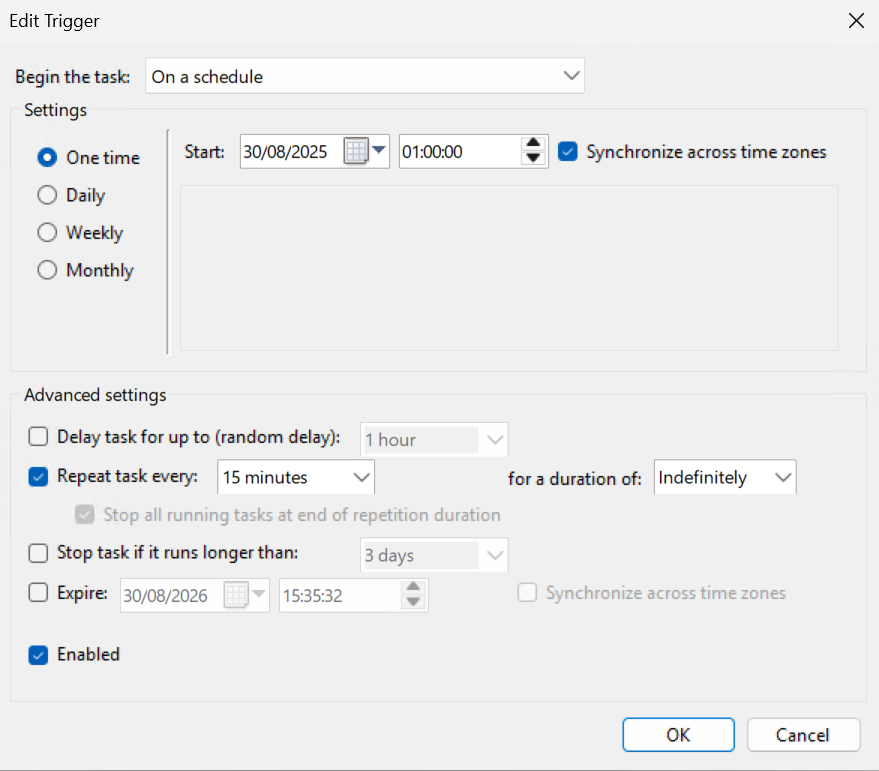 Edit Trigger
Begin the task: On a schedule
Settings
One time
Start: 30/08/2025 01:00:00 Synchronize across time zones
Daily
Weekly
Monthly
Advanced settings
Delay task for up to (random delay): 1 hour
Repeat task every: 15 minutes for a duration of: Indefinitely
Stop all running tasks at end of repetition duration
Stop task if it runs longer than: 3 days
Expire: 30/08/2026 15:35:32 Synchronize across time zones
Enabled
OK Cancel